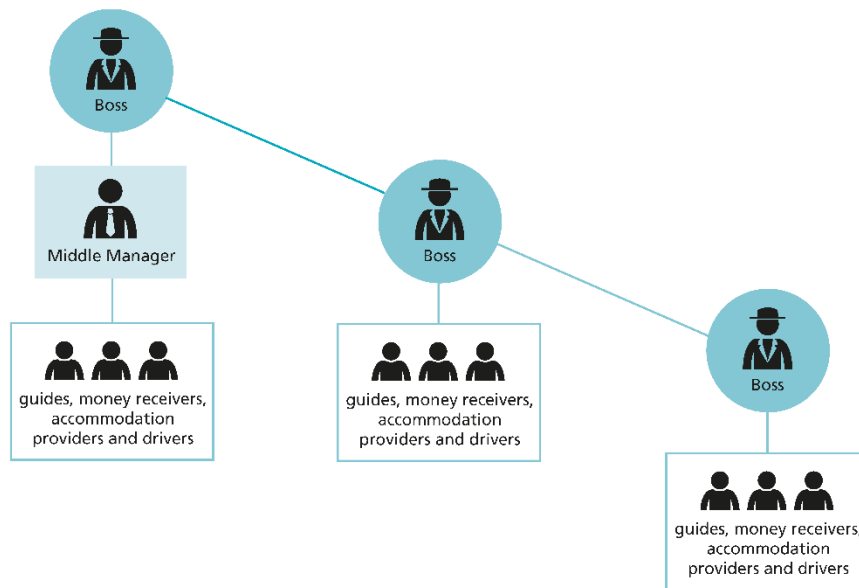 Boss
Middle Manager
guides, money receivers,
accommodation
providers and drivers
Boss
guides, money receivers,
accommodation
providers and drivers
Boss
guides, money receivers,
accommodation
providers and drivers